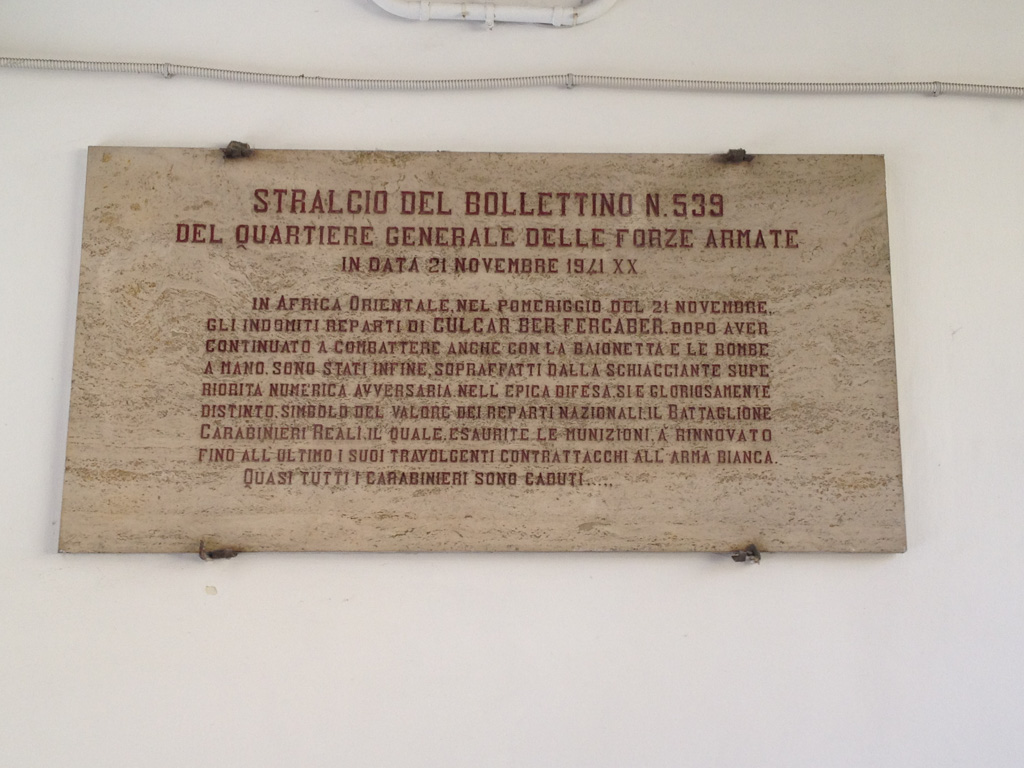 STRALCIO DEL BOLLETTINO N. 539
DEL QUARTIERE GENERALE DELLE FORZE ARMATE
IN DATA 21 NOVEMBRE 1941 XX
IN AFRICA ORIENTALE, NEL POMERIGGIO DEL 21 NOVEMBRE,
GLI INDOMITI REPARTI DI CULCAR BER FERCABER. DOPO AVER
CONTINUATO A COMBATTERE ANCHE CON LA BAIONETTA E LE BOMBE
A MANO. SONO STATI INFINE, SOPRAFFATTI DALLA SCHIACCIANTE SUPE
RIORITA NUMERICA AVVERSARIA. NELL'EPICA DIFESA. SI E GLORIOSAMENTE
DISTINTO. SIMBOLO DEL VALORE DEI REPARTI NAZIONALI. IL BATTAGLIONE
CARABINIERI REALI. IL QUALE, ESAURITE LE MUNIZIONI, A RINNOVATO
FINO ALL'ULTIMO I SUOI TRAVOLGENTI CONTRATTACCHI ALL'ARMA BIANCA.
QUASI TUTTI I CARABINIERI SONO CADUTI.....